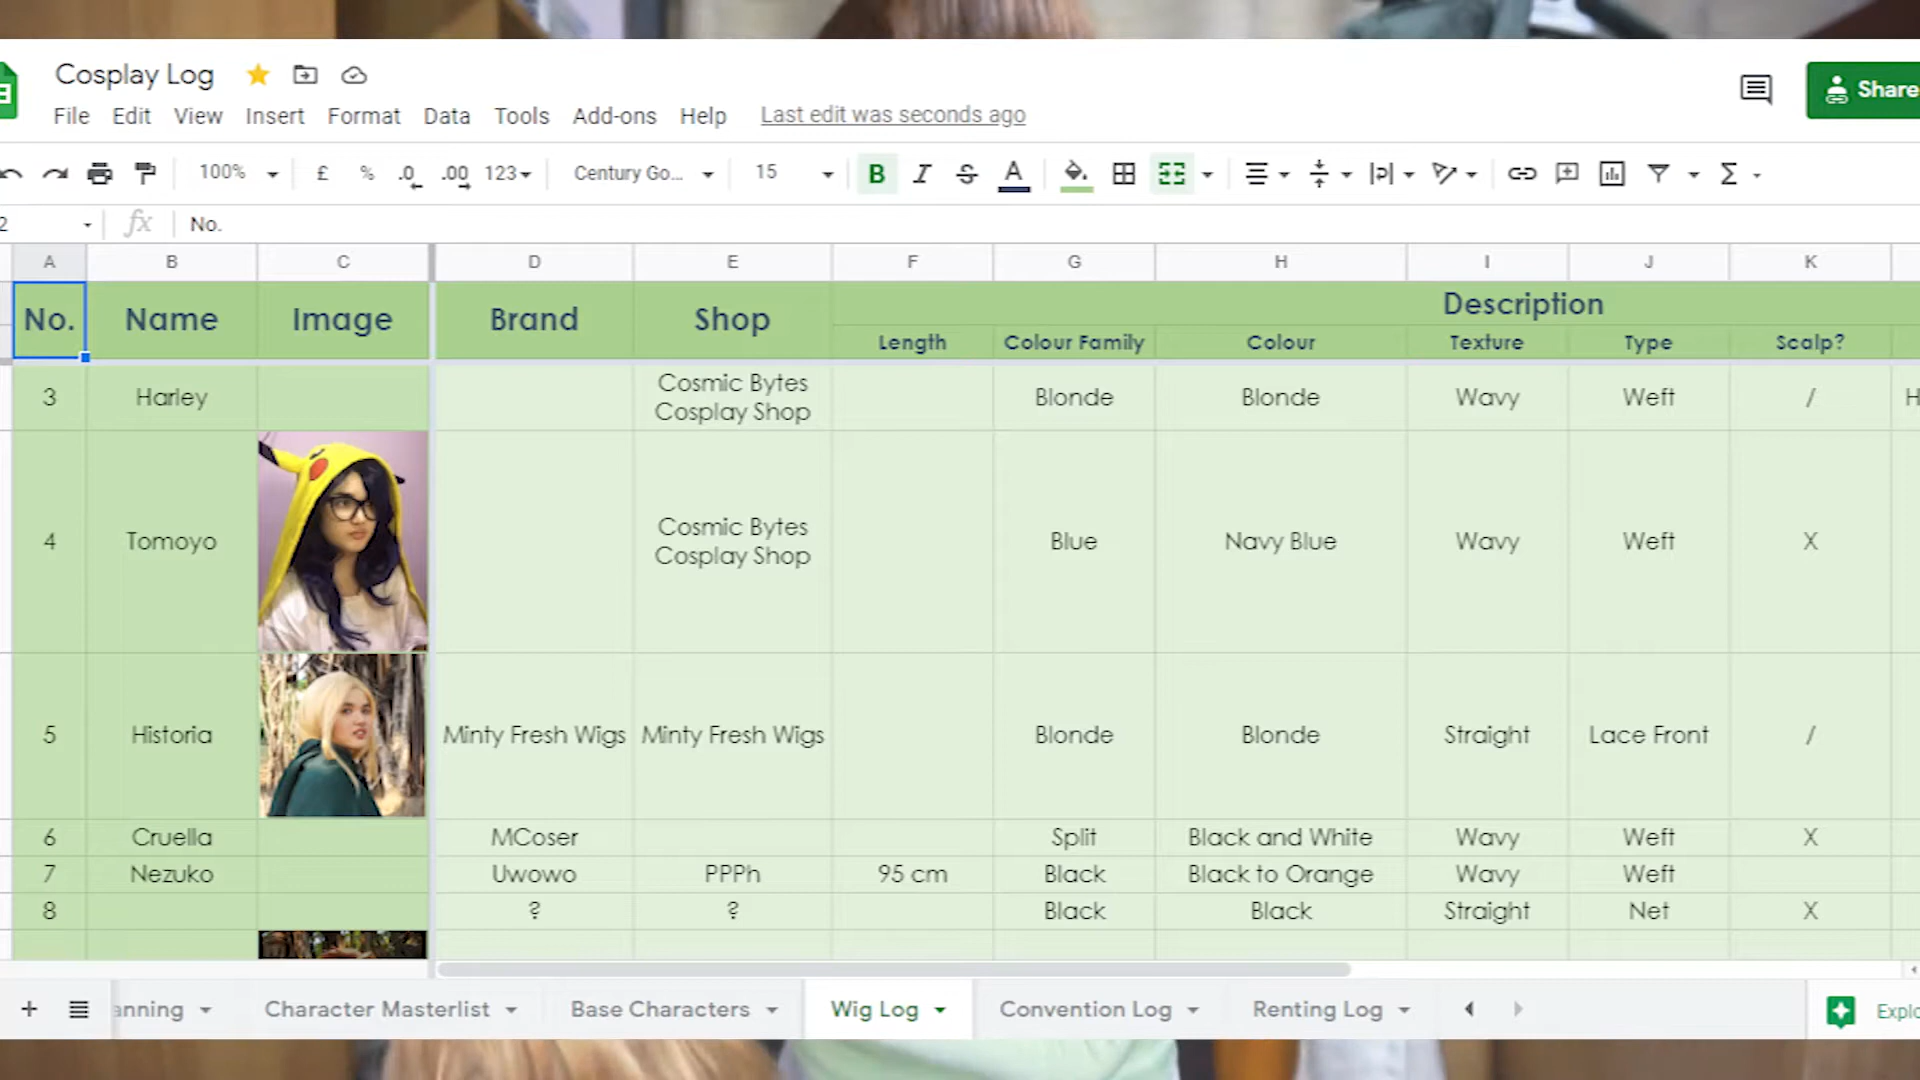 Cosplay Log
Share
File Edit View Insert Format Data Tools Add-ons Help Last edit was seconds ago
100% £ % .0 .00 123 Century Go... 15 B I S A Σ
2 fx No.
A B C D E F G H I J K
No. Name Image Brand Shop Description
Length Colour Family Colour Texture Type Scalp?
3 Harley Cosmic Bytes Cosplay Shop Blonde Blonde Wavy Weft / H
4 Tomoyo Cosmic Bytes Cosplay Shop Blue Navy Blue Wavy Weft X
5 Historia Minty Fresh Wigs Minty Fresh Wigs Blonde Blonde Straight Lace Front /
6 Cruella MCoser Split Black and White Wavy Weft X
7 Nezuko Uwowo PPPh 95 cm Black Black to Orange Wavy Weft
8 ? ? Black Black Straight Net X
anning Character Masterlist Base Characters Wig Log Convention Log Renting Log Explo